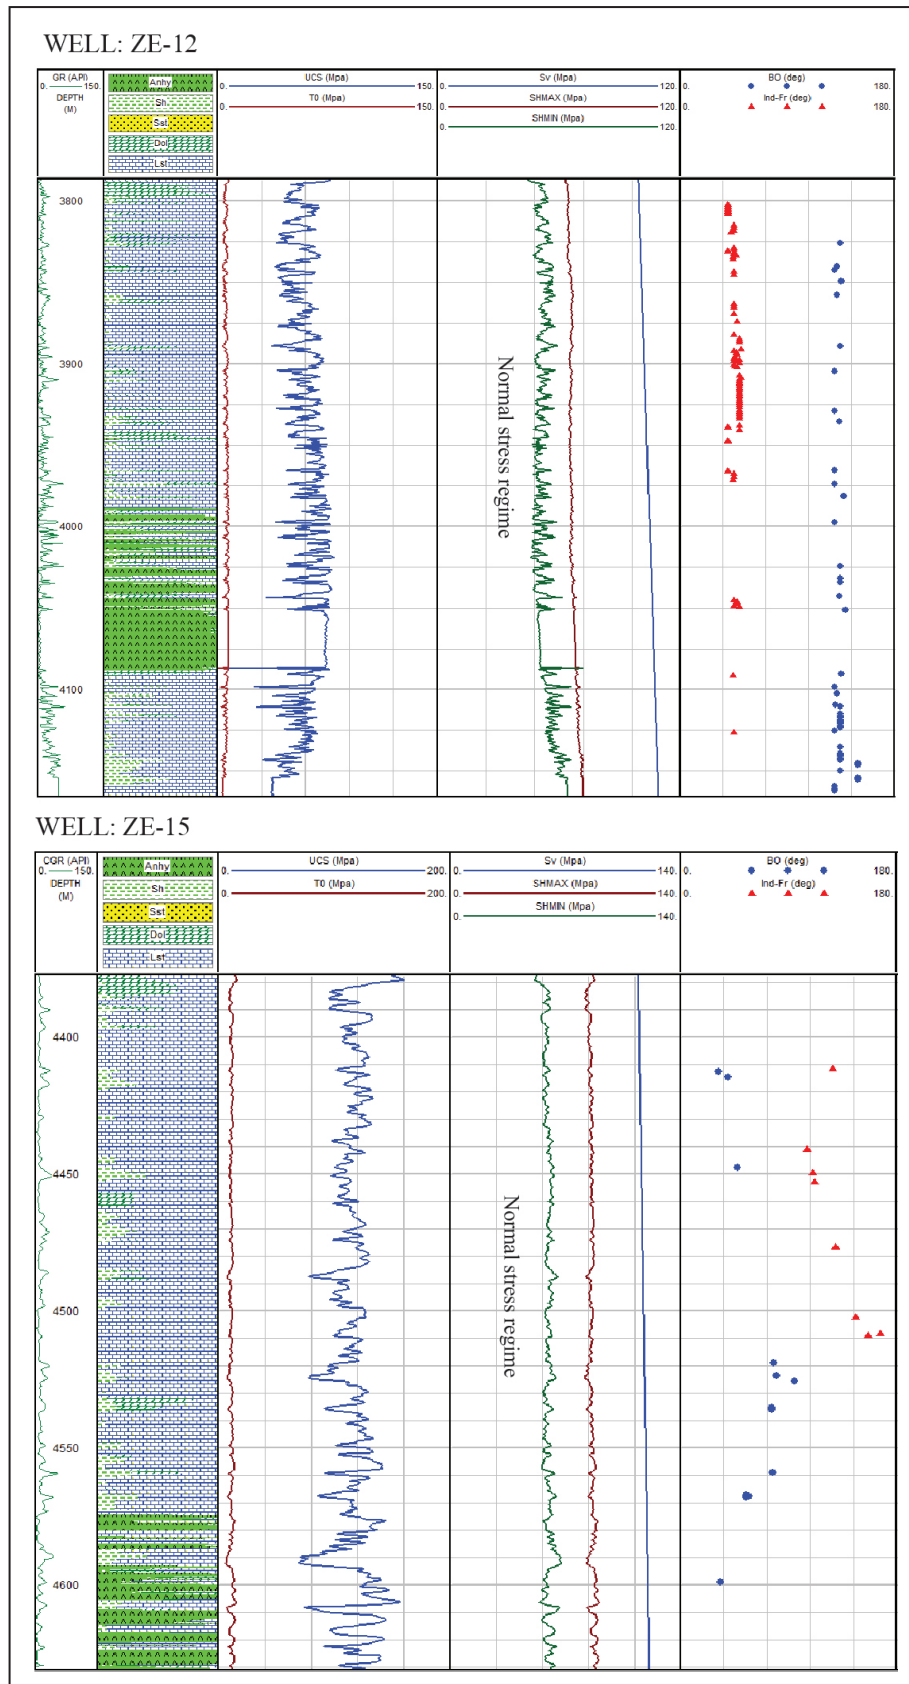 WELL: ZE-12
GR (API)
0. 150.
DEPTH
(M)
Anhy
Sh
Sst
Dol
Lst
UCS (Mpa)
0. 150.
T0 (Mpa)
0. 150.
Sv (Mpa)
0. 120.
SHMAX (Mpa)
0. 120.
SHMIN (Mpa)
0. 120.
BO (deg)
0. 180.
Ind-Fr (deg)
0. 180.
3800
3900
4000
4100
Normal stress regime
WELL: ZE-15
CGR (API)
0. 150.
DEPTH
(M)
Anhy
Sh
Sst
Dol
Lst
UCS (Mpa)
0. 200.
T0 (Mpa)
0. 200.
Sv (Mpa)
0. 140.
SHMAX (Mpa)
0. 140.
SHMIN (Mpa)
0. 140.
BO (deg)
0. 180.
Ind-Fr (deg)
0. 180.
4400
4450
4500
4550
4600
Normal stress regime